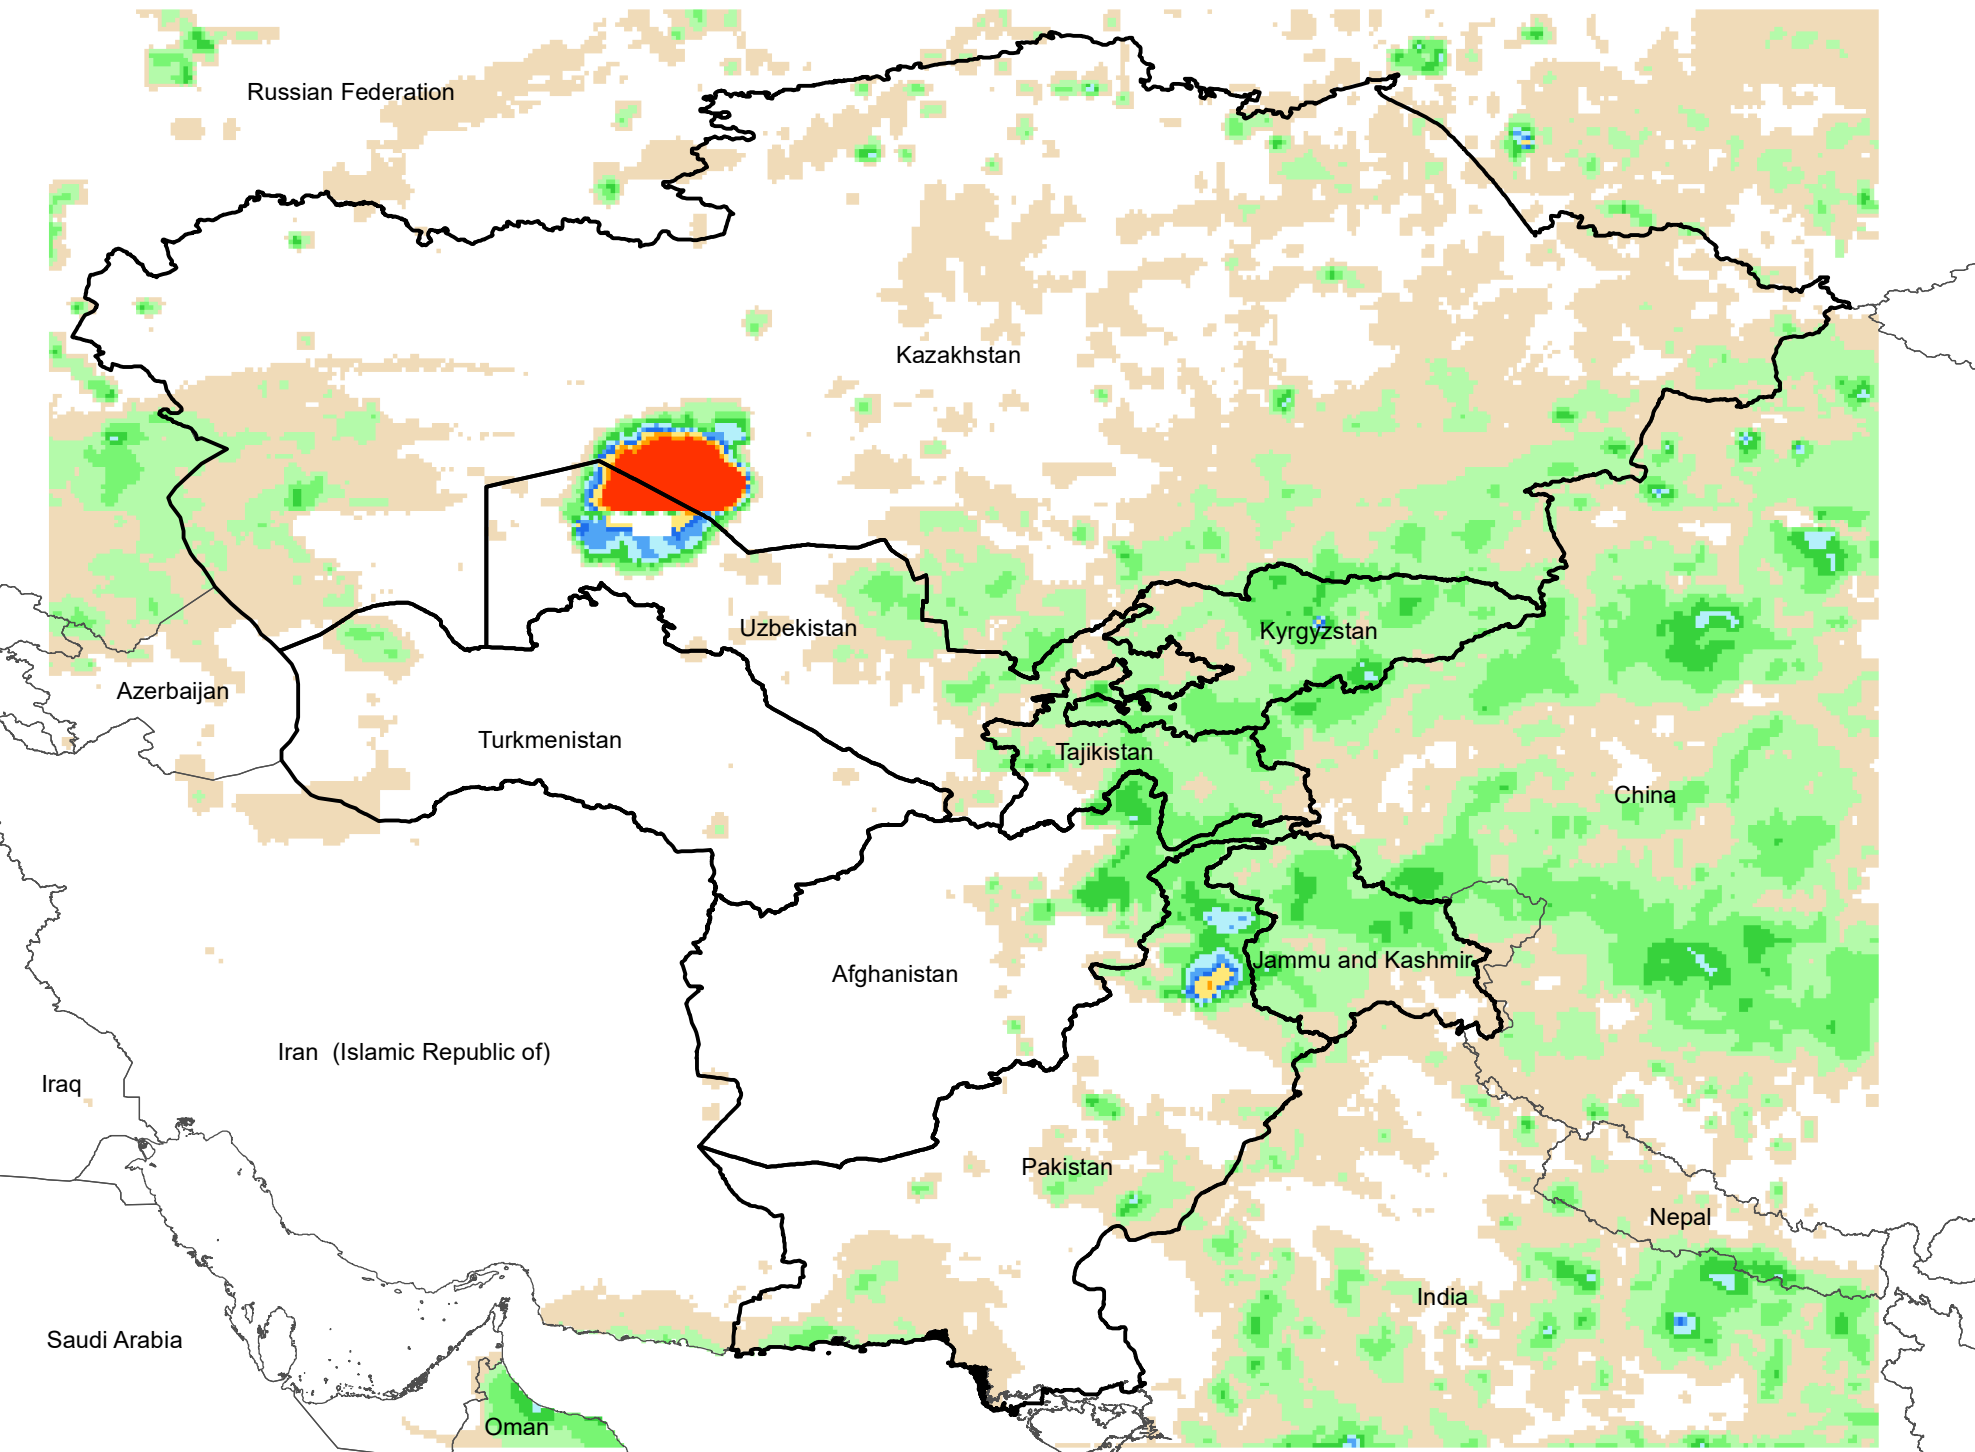 Russian Federation
Kazakhstan
Uzbekistan
Kyrgyzstan
Azerbaijan
Turkmenistan
Tajikistan
China
Jammu and Kashmir
Afghanistan
Iran  (Islamic Republic of)
Iraq
Pakistan
Nepal
India
Saudi Arabia
Oman